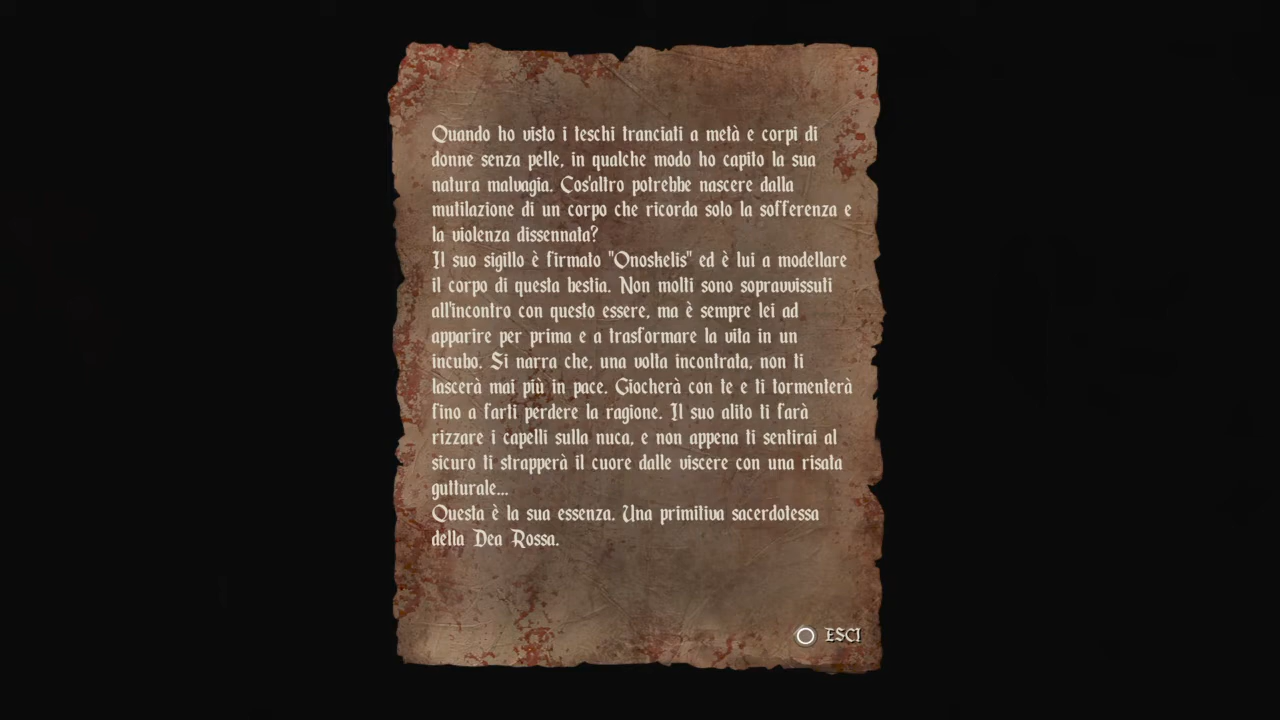 Quando ho visto i teschi tranciati a metà e corpi di
donne senza pelle, in qualche modo ho capito la sua
natura malvagia. Cos'altro potrebbe nascere dalla
mutilazione di un corpo che ricorda solo la sofferenza e
la violenza dissennata?
Il suo sigillo è firmato "Onoskelis" ed è lui a modellare
il corpo di questa bestia. Non molti sono sopravvissuti
all'incontro con questo essere, ma è sempre lei ad
apparire per prima e a trasformare la vita in un
incubo. Si narra che, una volta incontrata, non ti
lascerà mai più in pace. Giocherà con te e ti tormenterà
fino a farti perdere la ragione. Il suo alito ti farà
rizzare i capelli sulla nuca, e non appena ti sentirai al
sicuro ti strapperà il cuore dalle viscere con una risata
gutturale...
Questa è la sua essenza. Una primitiva sacerdotessa
della Dea Rossa.
ESCI